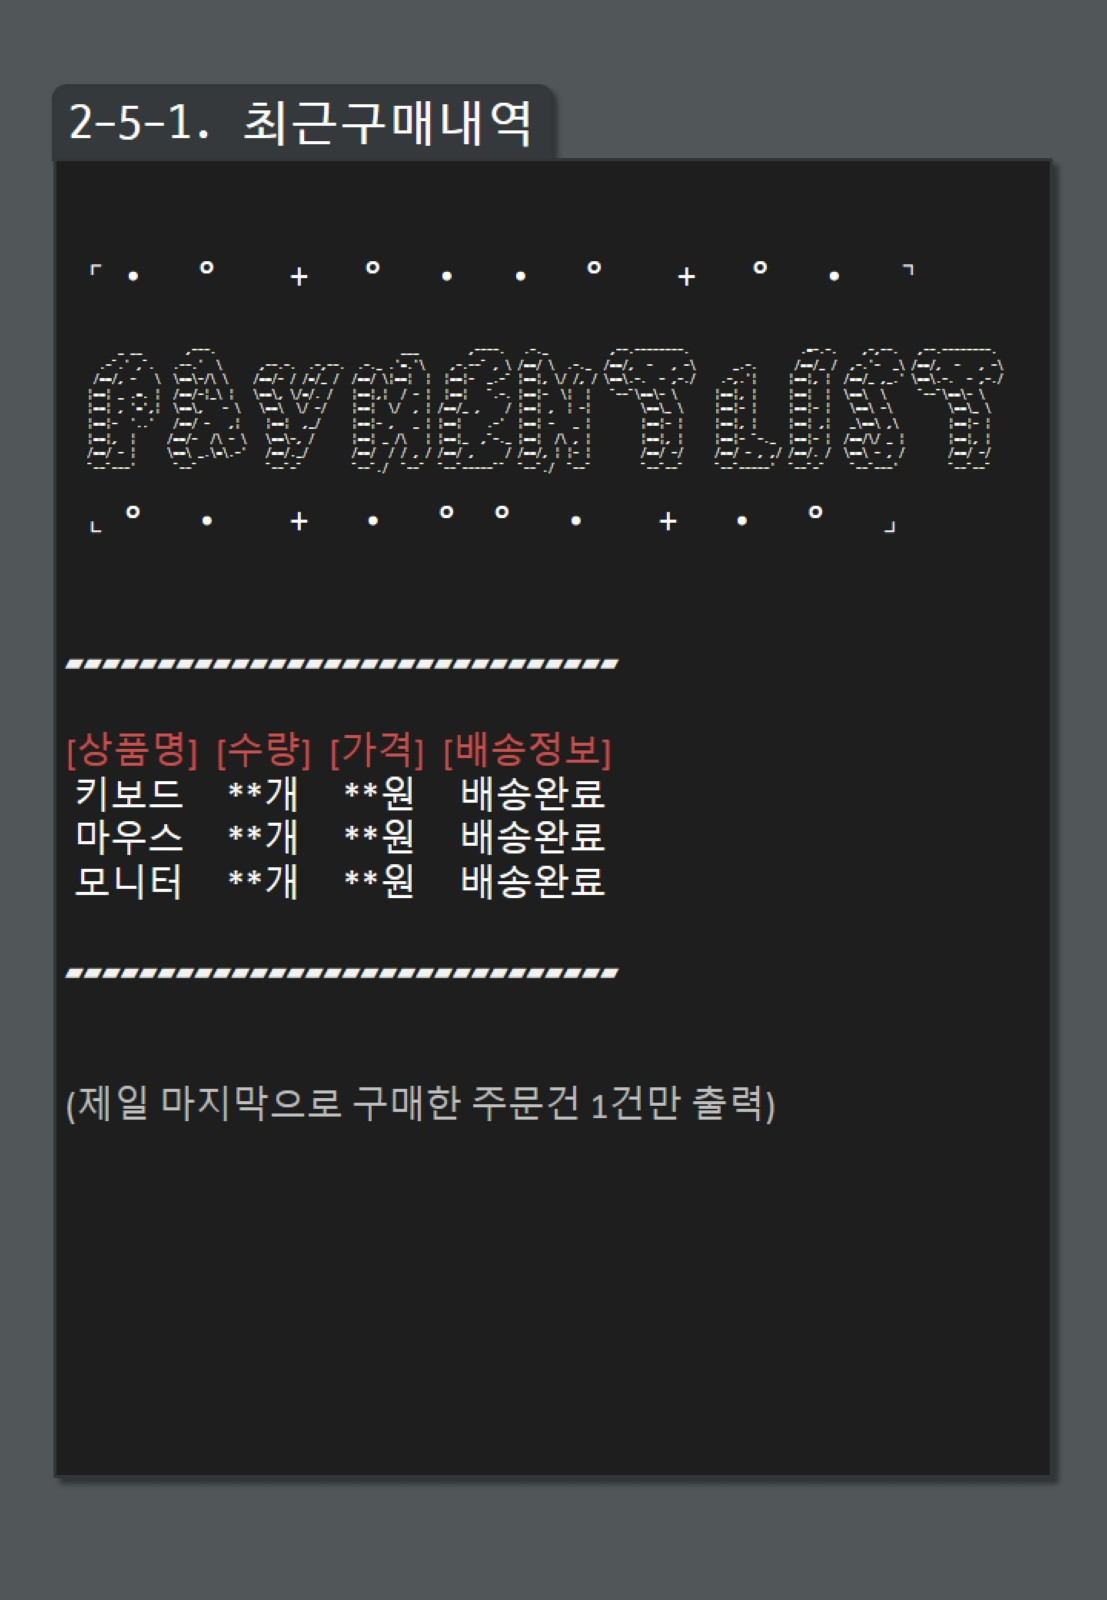 2-5-1. 최근구매내역
PAYMENT LIST
[상품명] [수량] [가격] [배송정보]
키보드 **개 **원 배송완료
마우스 **개 **원 배송완료
모니터 **개 **원 배송완료
(제일 마지막으로 구매한 주문건 1건만 출력)